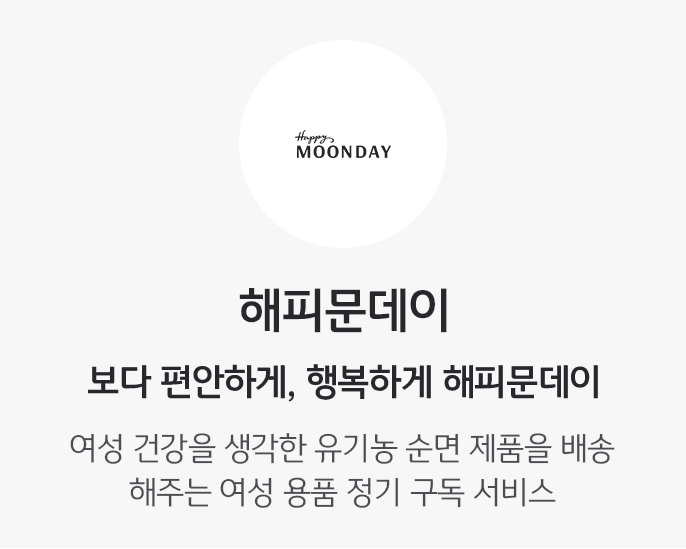 Happy
MOONDAY
해피문데이
보다 편안하게, 행복하게 해피문데이
여성 건강을 생각한 유기농 순면 제품을 배송
해주는 여성 용품 정기 구독 서비스